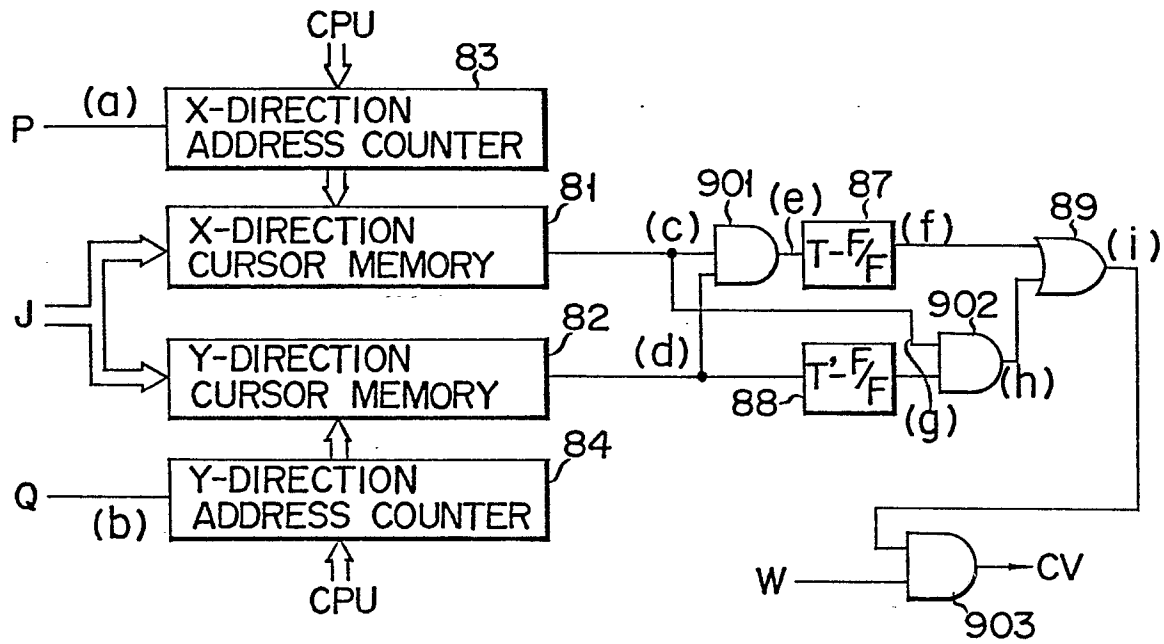 CPU
83
(a)
P
X-DIRECTION
ADDRESS COUNTER
81
X-DIRECTION
CURSOR MEMORY
J
82
Y-DIRECTION
CURSOR MEMORY
84
Y-DIRECTION
ADDRESS COUNTER
Q
(b)
CPU
(c)
901
(e)
87
T-F/F
(f)
89
(i)
(d)
902
T'-F/F
88
(g)
(h)
W
CV
903